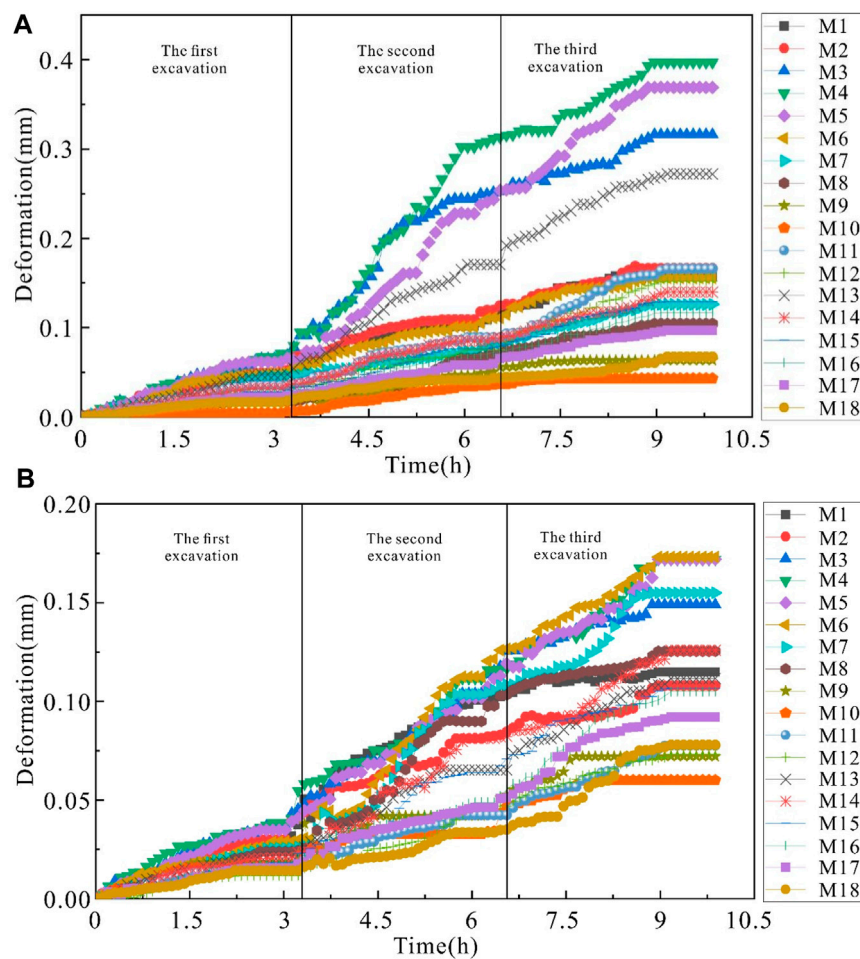 A
The first
excavation
The second
excavation
The third
excavation
Deformation(mm)
0.4
0.3
0.2
0.1
0.0
0
1.5
3
4.5
6
7.5
9
10.5
Time(h)
M1
M2
M3
M4
M5
M6
M7
M8
M9
M10
M11
M12
M13
M14
M15
M16
M17
M18
B
The first
excavation
The second
excavation
The third
excavation
Deformation(mm)
0.20
0.15
0.10
0.05
0.00
0
1.5
3
4.5
6
7.5
9
10.5
Time(h)
M1
M2
M3
M4
M5
M6
M7
M8
M9
M10
M11
M12
M13
M14
M15
M16
M17
M18